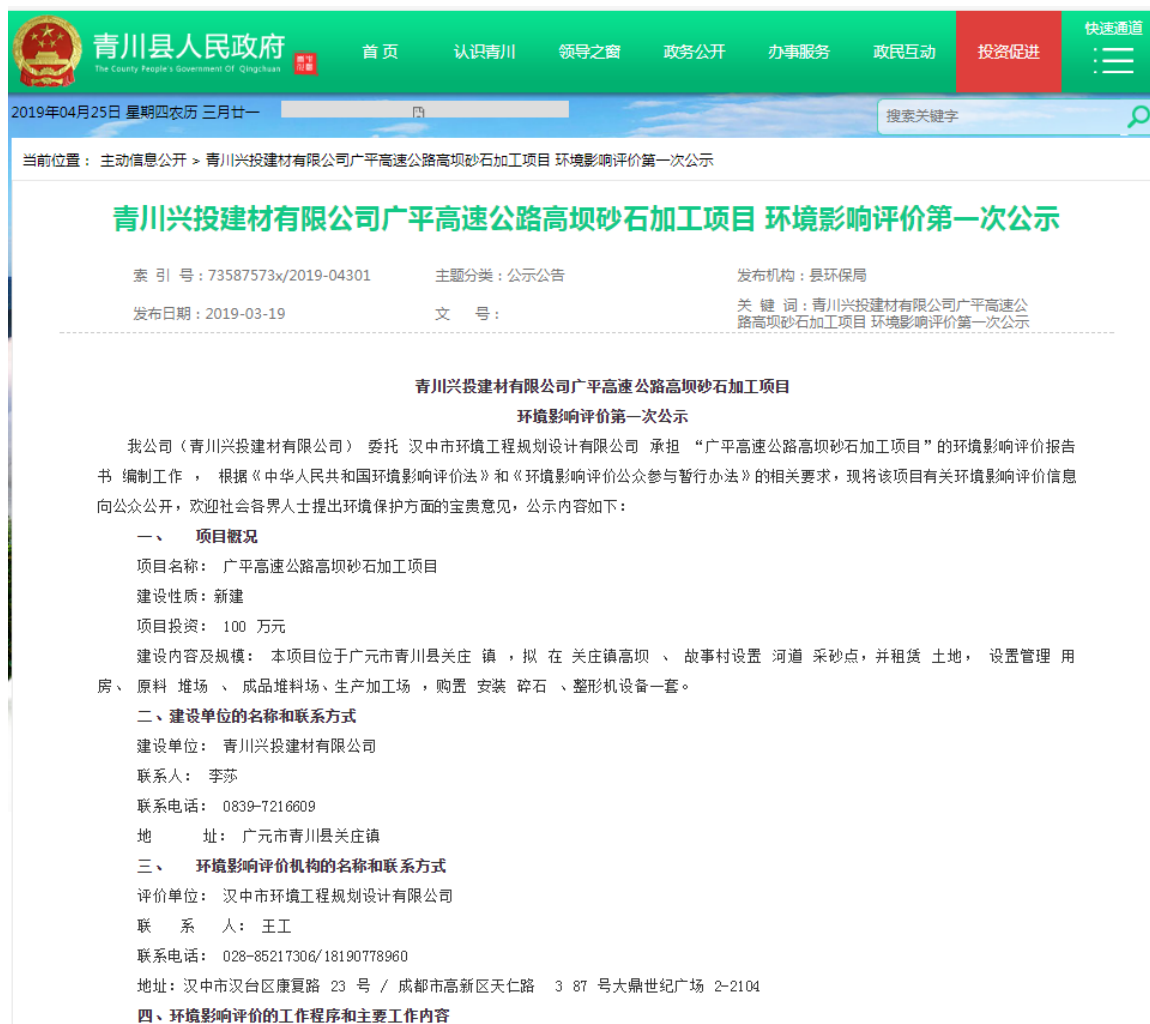 青川县人民政府
The County People's Government Of Qingchuan
首页 认识青川 领导之窗 政务公开 办事服务 政民互动 投资促进 快速通道
2019年04月25日 星期四农历 三月廿一
搜索关键字
当前位置： 主动信息公开 > 青川兴投建材有限公司广平高速公路高坝砂石加工项目 环境影响评价第一次公示
青川兴投建材有限公司广平高速公路高坝砂石加工项目 环境影响评价第一次公示
索 引 号：73587573x/2019-04301 主题分类：公示公告 发布机构：县环保局
发布日期：2019-03-19 文 号： 关 键 词：青川兴投建材有限公司广平高速公
路高坝砂石加工项目 环境影响评价第一次公示
青川兴投建材有限公司广平高速公路高坝砂石加工项目
环境影响评价第一次公示
我公司（青川兴投建材有限公司） 委托 汉中市环境工程规划设计有限公司 承担 “广平高速公路高坝砂石加工项目”的环境影响评价报告
书 编制工作 ， 根据《中华人民共和国环境影响评价法》和《环境影响评价公众参与暂行办法》的相关要求，现将该项目有关环境影响评价信息
向公众公开，欢迎社会各界人士提出环境保护方面的宝贵意见，公示内容如下：
一、 项目概况
项目名称： 广平高速公路高坝砂石加工项目
建设性质：新建
项目投资： 100 万元
建设内容及规模： 本项目位于广元市青川县关庄 镇 ，拟 在 关庄镇高坝 、 故事村设置 河道 采砂点，并租赁 土地， 设置管理 用
房、 原料 堆场 、 成品堆料场、生产加工场 ，购置 安装 碎石 、整形机设备一套。
二、建设单位的名称和联系方式
建设单位： 青川兴投建材有限公司
联系人： 李莎
联系电话： 0839-7216609
地 址： 广元市青川县关庄镇
三、 环境影响评价机构的名称和联系方式
评价单位： 汉中市环境工程规划设计有限公司
联 系 人： 王工
联系电话： 028-85217306/18190778960
地址：汉中市汉台区康复路 23 号 / 成都市高新区天仁路 3 87 号大鼎世纪广场 2-2104
四、环境影响评价的工作程序和主要工作内容